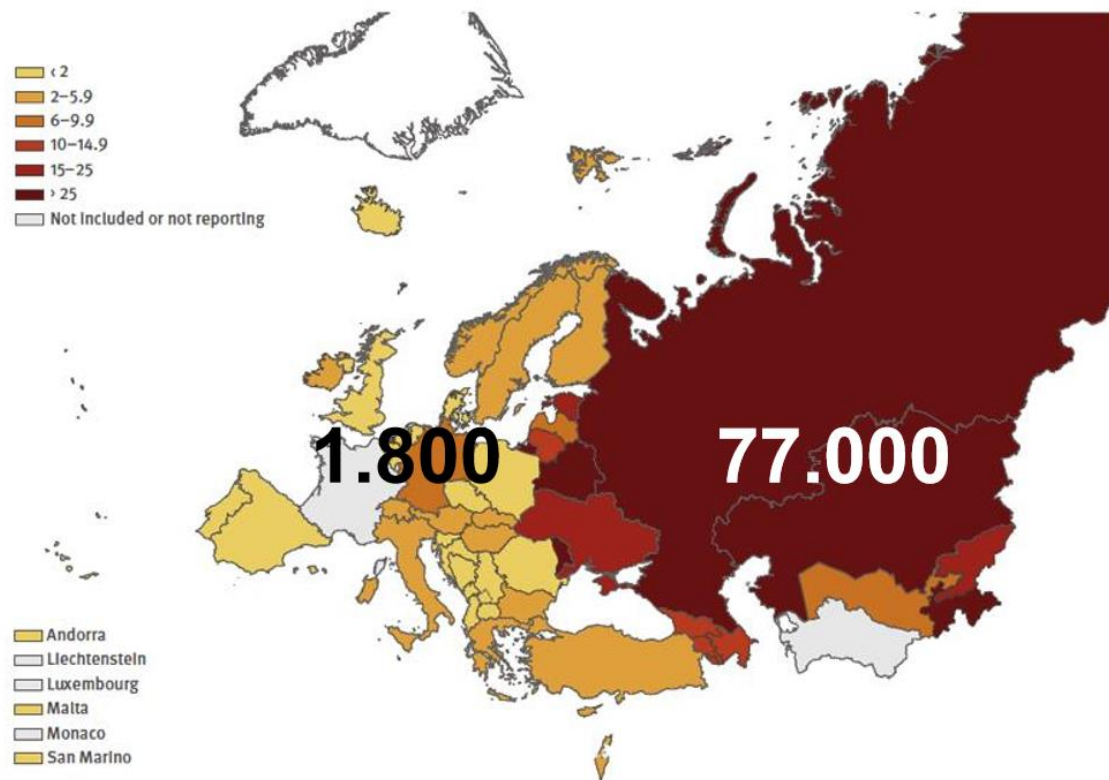 ‹ 2
2–5.9
6–9.9
10–14.9
15–25
› 25
Not included or not reporting
1.800
77.000
Andorra
Liechtenstein
Luxembourg
Malta
Monaco
San Marino